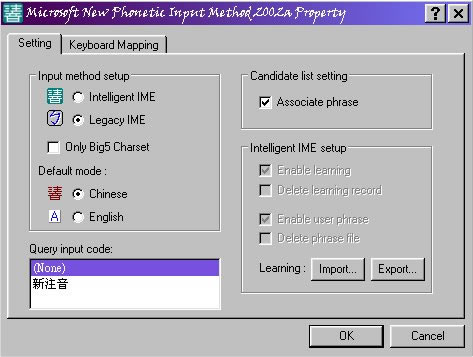 Microsoft New Phonetic Input Method 2002a Property
Setting
Keyboard Mapping
Input method setup
Intelligent IME
Legacy IME
Only Big5 Charset
Default mode :
Chinese
A English
Query input code:
(None)
新注音
Candidate list setting
Associate phrase
Intelligent IME setup
Enable learning
Delete learning record
Enable user phrase
Delete phrase file
Learning : Import... Export...
OK
Cancel